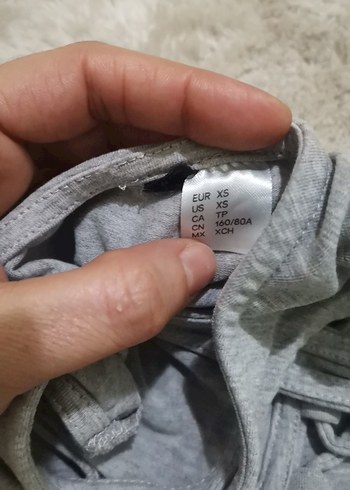 EUR XS
US XS
CA TP
CN 160/80A
MX XCH